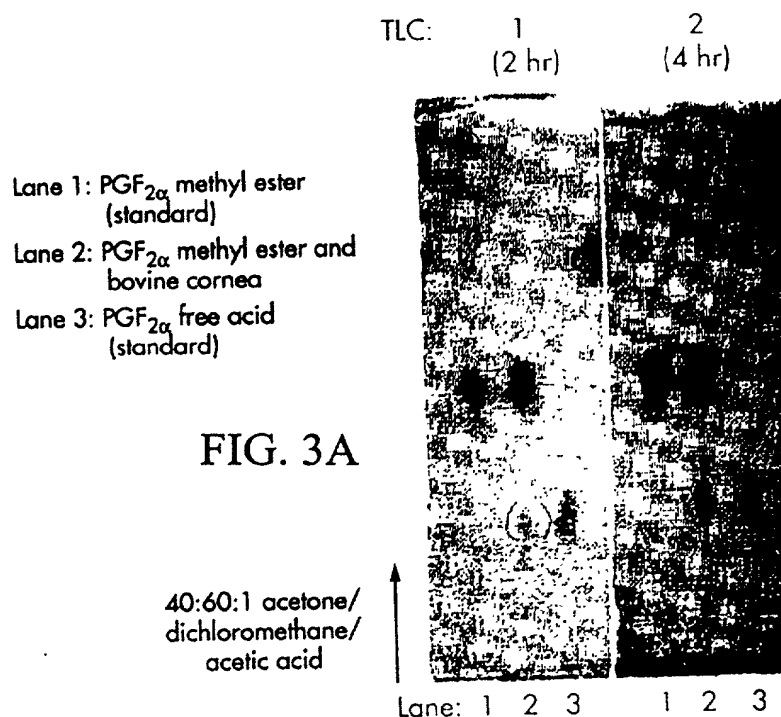 TLC: 1 2
(2 hr) (4 hr)
Lane 1: PGF2α methyl ester
(standard)
Lane 2: PGF2α methyl ester and
bovine cornea
Lane 3: PGF2α free acid
(standard)
FIG. 3A
40:60:1 acetone/
dichloromethane/
acetic acid
Lane: 1 2 3 1 2 3